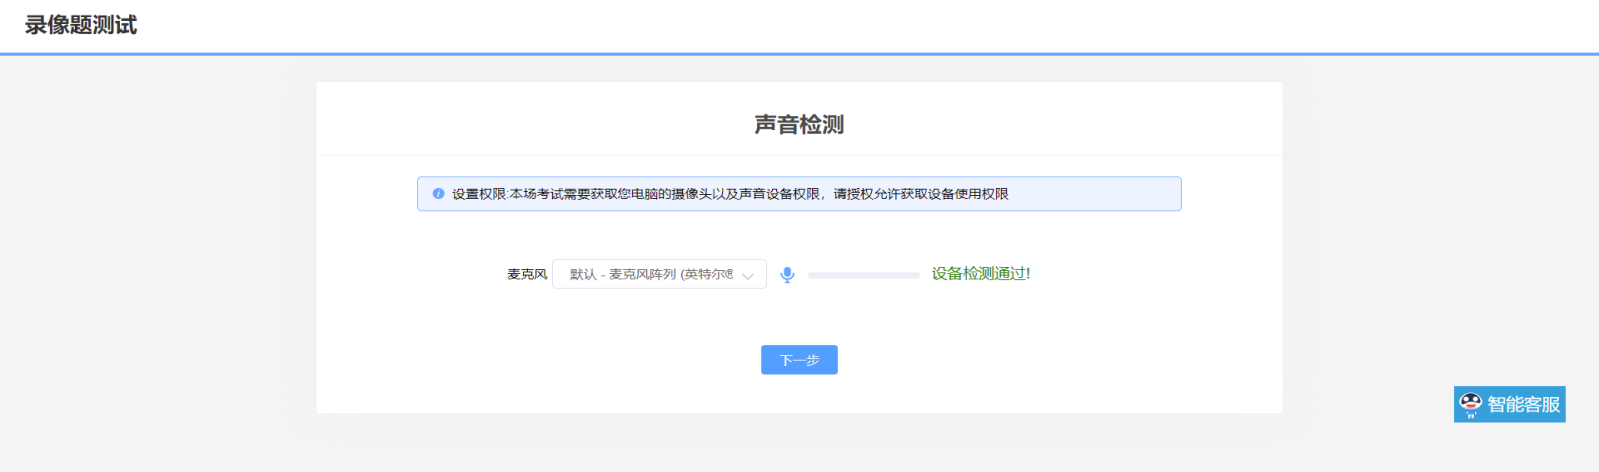 录像题测试
声音检测
设置权限:本场考试需要获取您电脑的摄像头以及声音设备权限，请授权允许获取设备使用权限
麦克风 默认 - 麦克风阵列 (英特尔® 设备检测通过!
下一步
智能客服